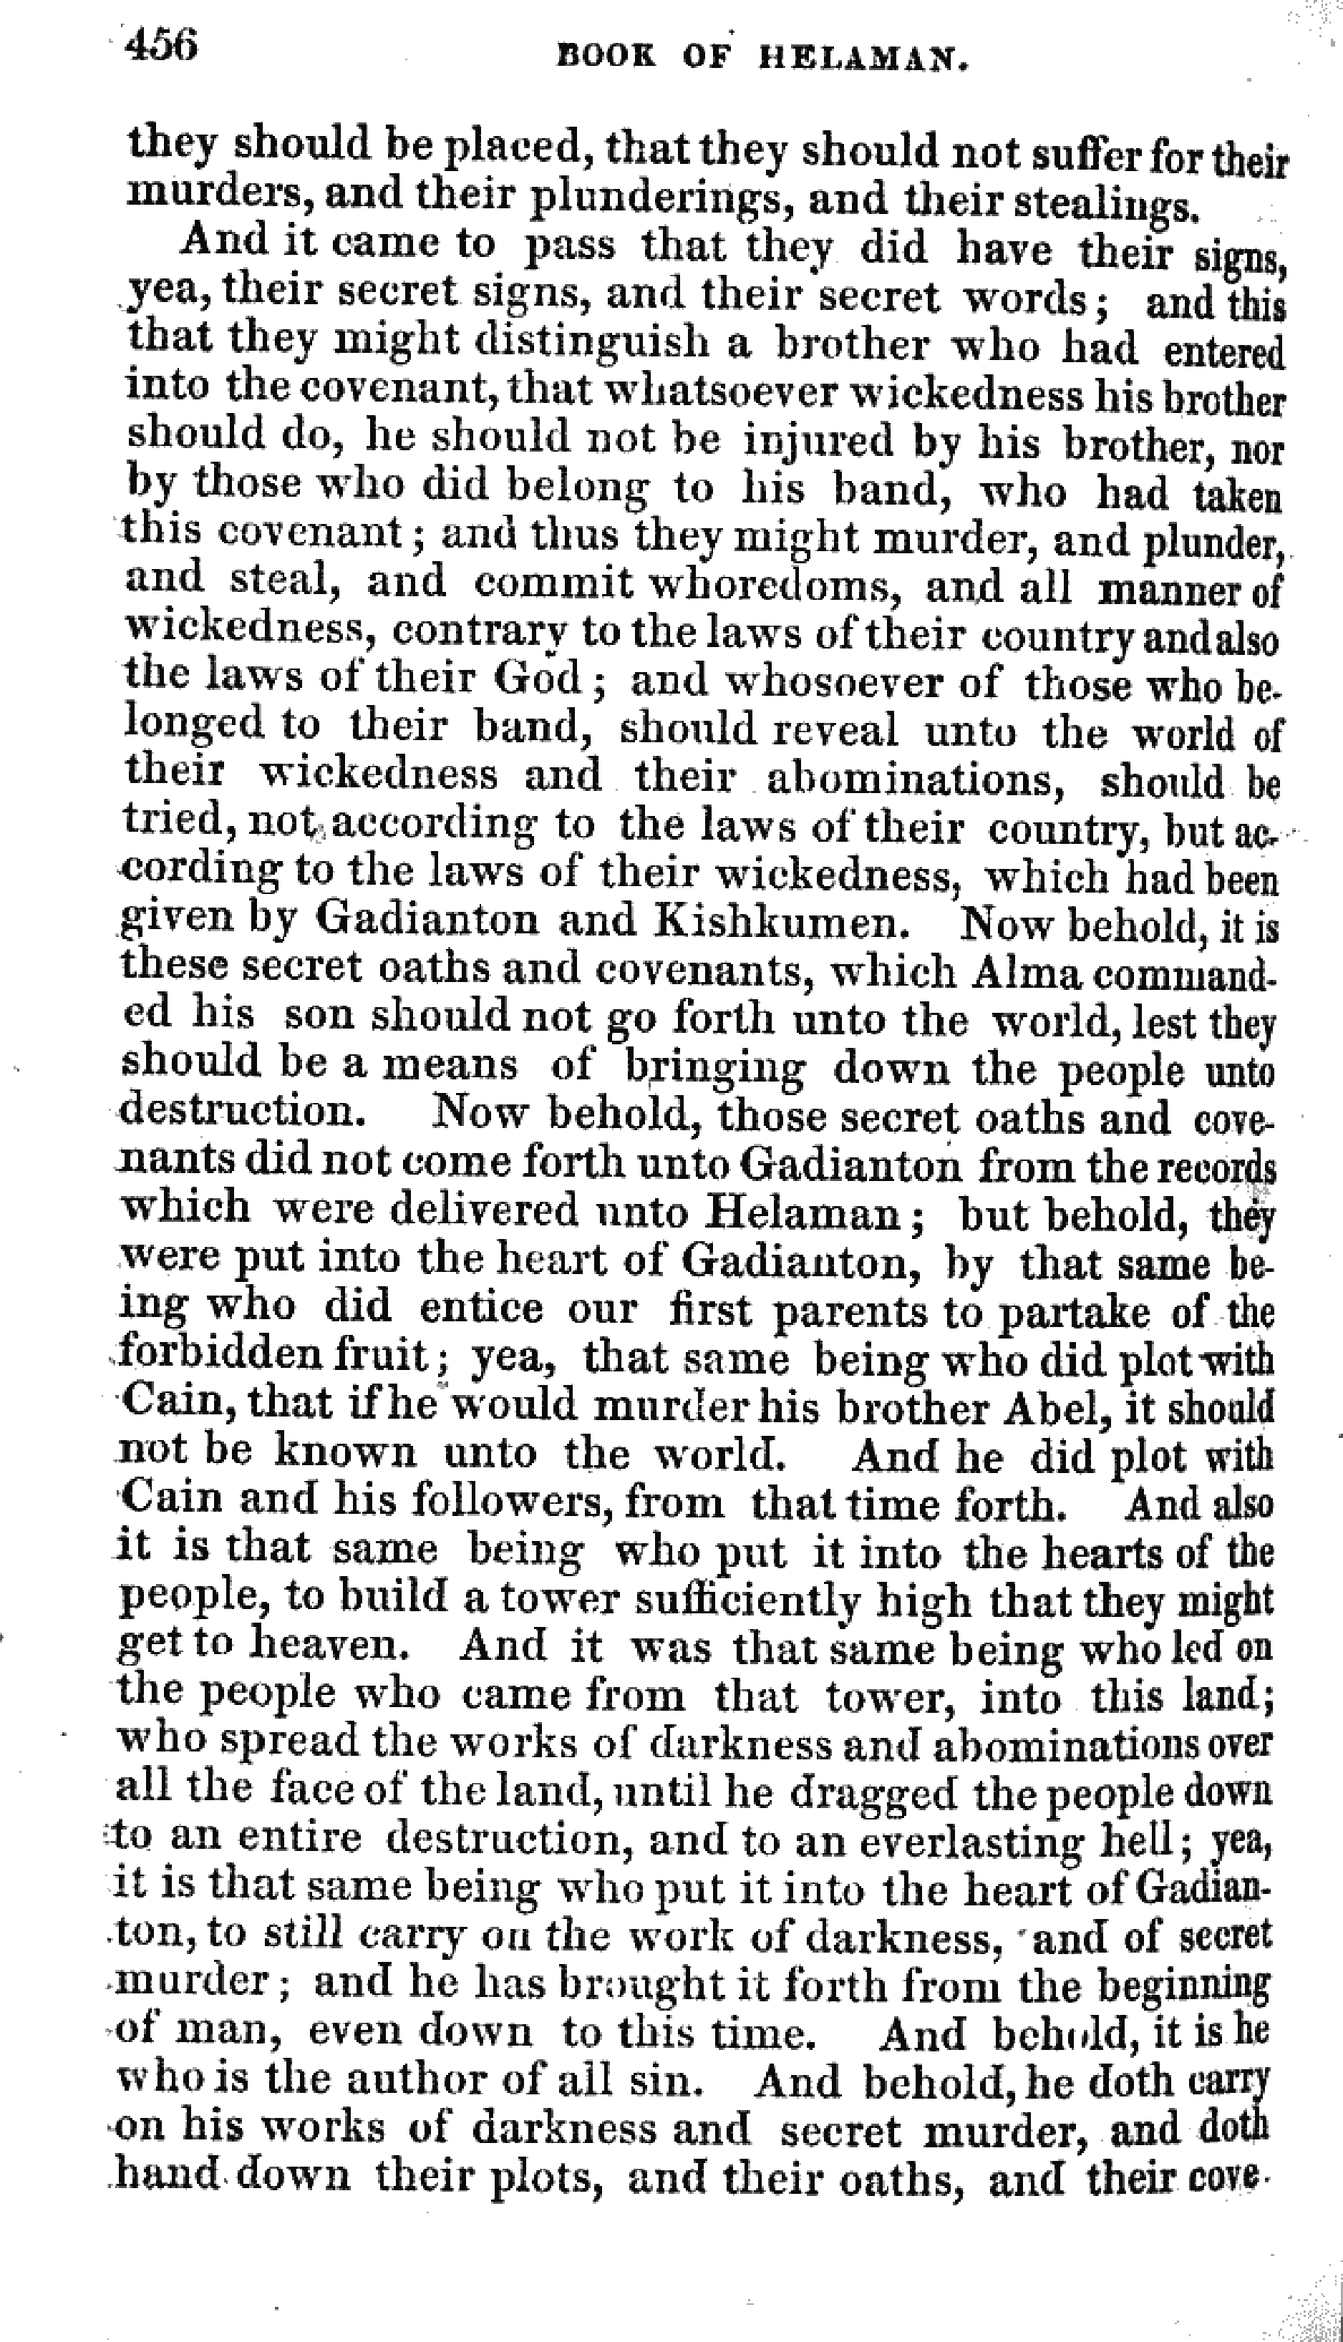 456 BOOK OF HELAMAN.
they should be placed, that they should not suffer for their
murders, and their plunderings, and their stealings.
And it came to pass that they did have their signs,
yea, their secret signs, and their secret words; and this
that they might distinguish a brother who had entered
into the covenant, that whatsoever wickedness his brother
should do, he should not be injured by his brother, nor
by those who did belong to his band, who had taken
this covenant; and thus they might murder, and plunder,
and steal, and commit whoredoms, and all manner of
wickedness, contrary to the laws of their country and also
the laws of their God; and whosoever of those who be-
longed to their band, should reveal unto the world of
their wickedness and their abominations, should be
tried, not according to the laws of their country, but ac-
cording to the laws of their wickedness, which had been
given by Gadianton and Kishkumen. Now behold, it is
these secret oaths and covenants, which Alma command-
ed his son should not go forth unto the world, lest they
should be a means of bringing down the people unto
destruction. Now behold, those secret oaths and cove-
nants did not come forth unto Gadianton from the records
which were delivered unto Helaman; but behold, they
were put into the heart of Gadianton, by that same be-
ing who did entice our first parents to partake of the
forbidden fruit; yea, that same being who did plot with
Cain, that if he would murder his brother Abel, it should
not be known unto the world. And he did plot with
Cain and his followers, from that time forth. And also
it is that same being who put it into the hearts of the
people, to build a tower sufficiently high that they might
get to heaven. And it was that same being who led on
the people who came from that tower, into this land;
who spread the works of darkness and abominations over
all the face of the land, until he dragged the people down
to an entire destruction, and to an everlasting hell; yea,
it is that same being who put it into the heart of Gadian-
ton, to still carry on the work of darkness, and of secret
murder; and he has brought it forth from the beginning
of man, even down to this time. And behold, it is he
who is the author of all sin. And behold, he doth carry
on his works of darkness and secret murder, and doth
hand down their plots, and their oaths, and their cove-